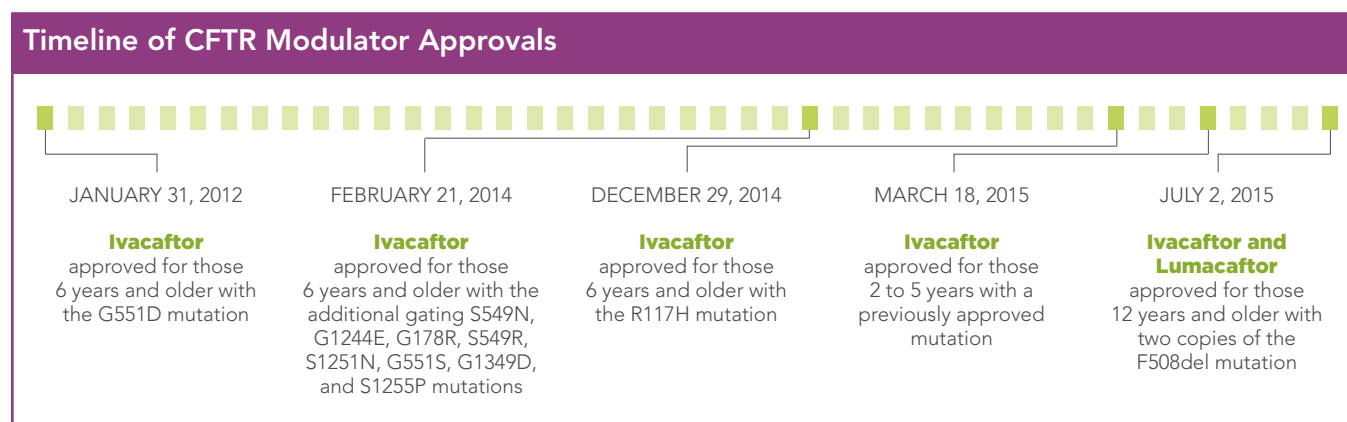 Timeline of CFTR Modulator Approvals
JANUARY 31, 2012
Ivacaftor
approved for those
6 years and older with
the G551D mutation
FEBRUARY 21, 2014
Ivacaftor
approved for those
6 years and older with the
additional gating S549N,
G1244E, G178R, S549R,
S1251N, G551S, G1349D,
and S1255P mutations
DECEMBER 29, 2014
Ivacaftor
approved for those
6 years and older with
the R117H mutation
MARCH 18, 2015
Ivacaftor
approved for those
2 to 5 years with a
previously approved
mutation
JULY 2, 2015
Ivacaftor and
Lumacaftor
approved for those
12 years and older with
two copies of the
F508del mutation